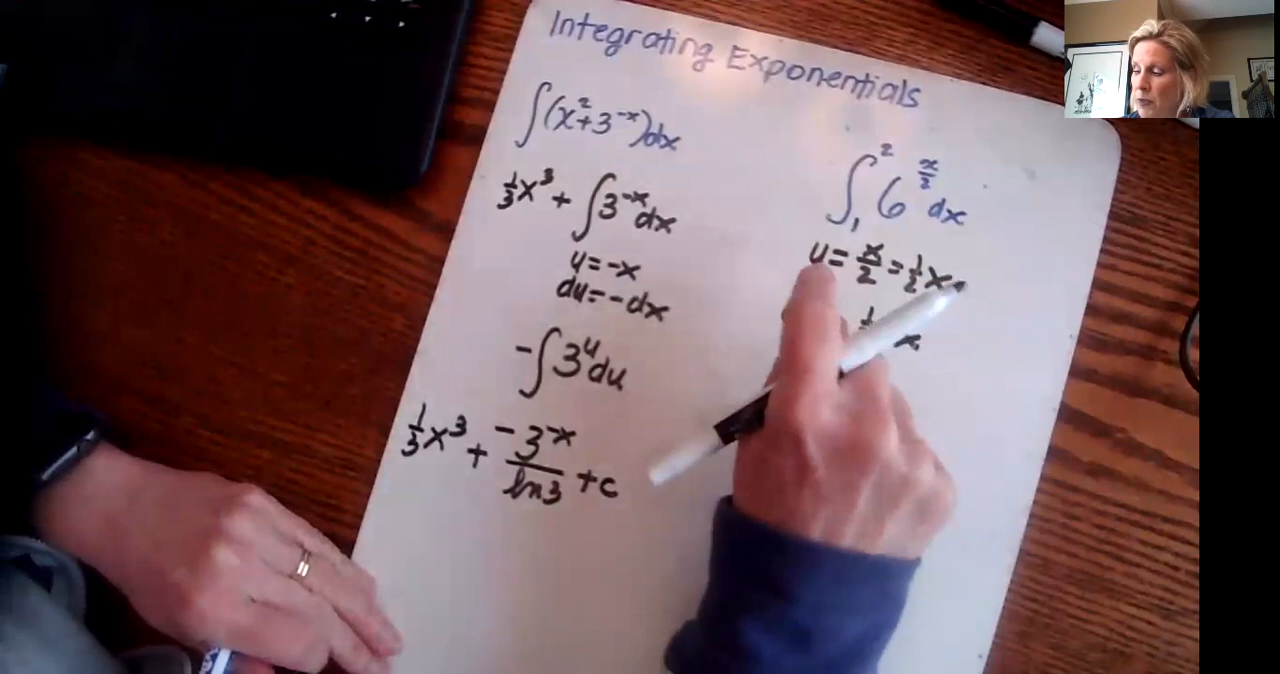 Integrating Exponentials
∫(x²+3⁻ˣ)dx
⅓x³ + ∫3⁻ˣdx
u=-x
du=-dx
-∫3ᵘdu
⅓x³ + -3⁻ˣ/ln3 +c
∫₁² 6^(x/2) dx
u = x/2 = ½x